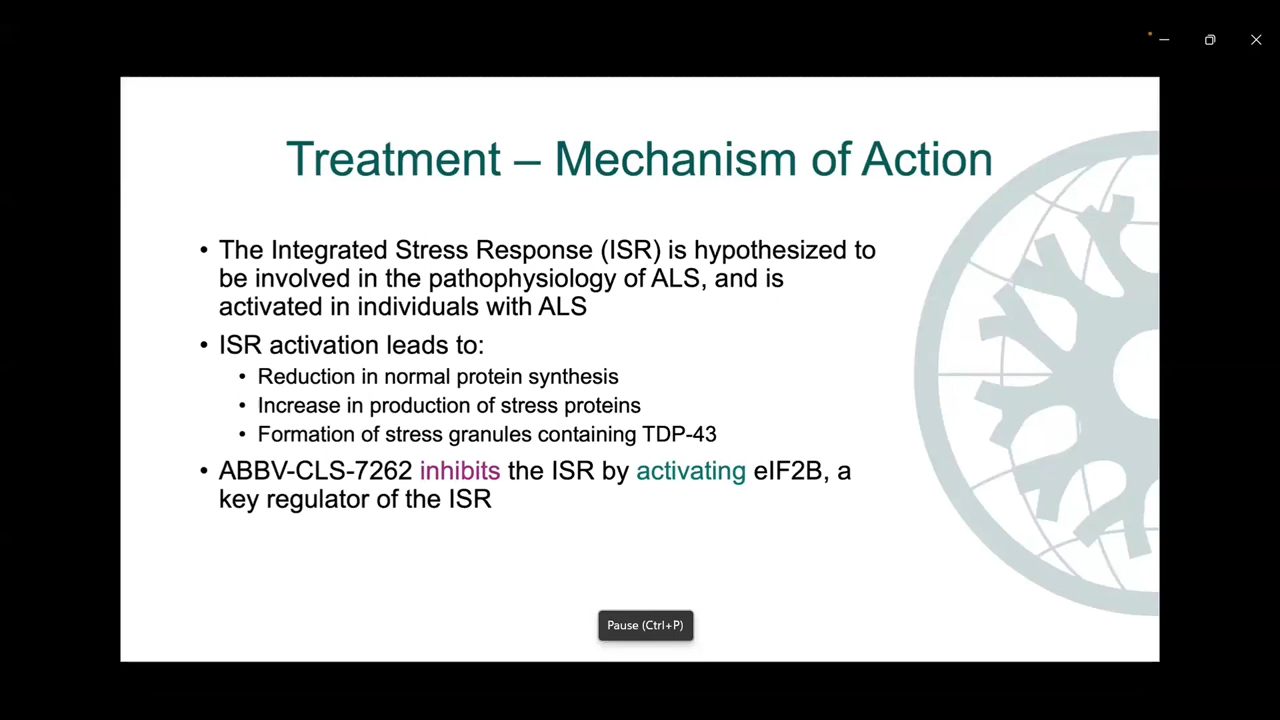 Treatment – Mechanism of Action
• The Integrated Stress Response (ISR) is hypothesized to
be involved in the pathophysiology of ALS, and is
activated in individuals with ALS
• ISR activation leads to:
• Reduction in normal protein synthesis
• Increase in production of stress proteins
• Formation of stress granules containing TDP-43
• ABBV-CLS-7262 inhibits the ISR by activating eIF2B, a
key regulator of the ISR
Pause (Ctrl+P)